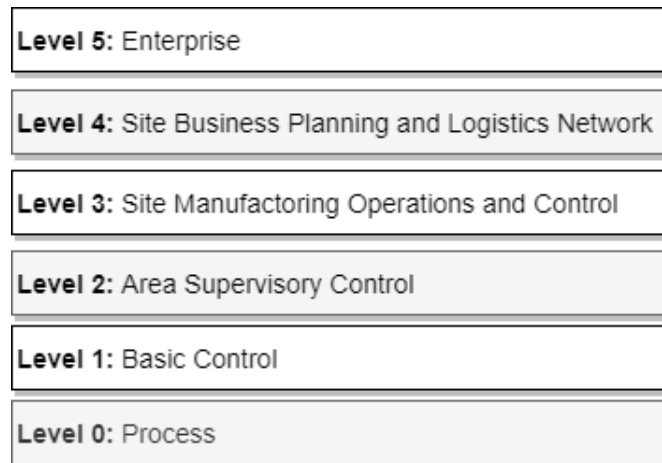 Level 5: Enterprise
Level 4: Site Business Planning and Logistics Network
Level 3: Site Manufactoring Operations and Control
Level 2: Area Supervisory Control
Level 1: Basic Control
Level 0: Process